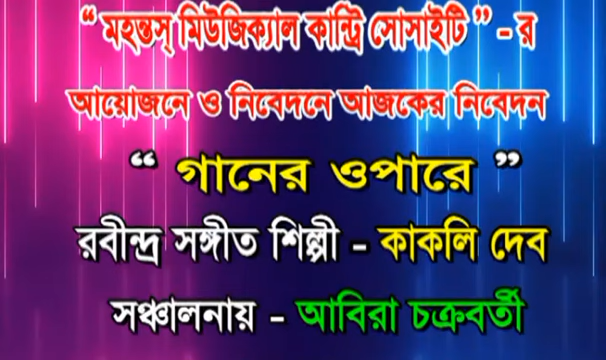 “ মহন্তস্ মিউজিক্যাল কান্ট্রি সোসাইটি ” - র
আয়োজনে ও নিবেদনে আজকের নিবেদন
“ গানের ওপারে ”
রবীন্দ্র সঙ্গীত শিল্পী - কাকলি দেব
সঞ্চালনায় - আবিরা চক্রবর্তী